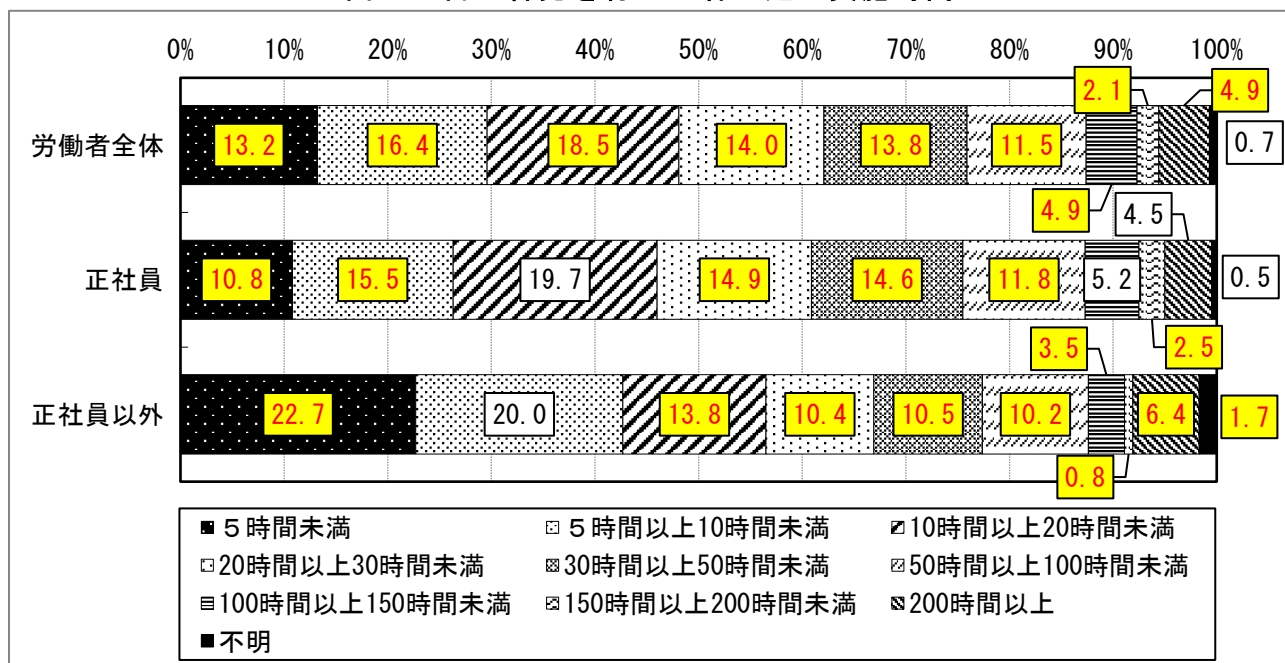 0% 10% 20% 30% 40% 50% 60% 70% 80% 90% 100%
2.1 4.9
労働者全体 13.2 16.4 18.5 14.0 13.8 11.5 0.7
4.9 4.5
正社員 10.8 15.5 19.7 14.9 14.6 11.8 5.2 0.5
3.5 2.5
正社員以外 22.7 20.0 13.8 10.4 10.5 10.2 6.4 1.7
0.8
５時間未満 ５時間以上10時間未満 10時間以上20時間未満
20時間以上30時間未満 30時間以上50時間未満 50時間以上100時間未満
100時間以上150時間未満 150時間以上200時間未満 200時間以上
不明